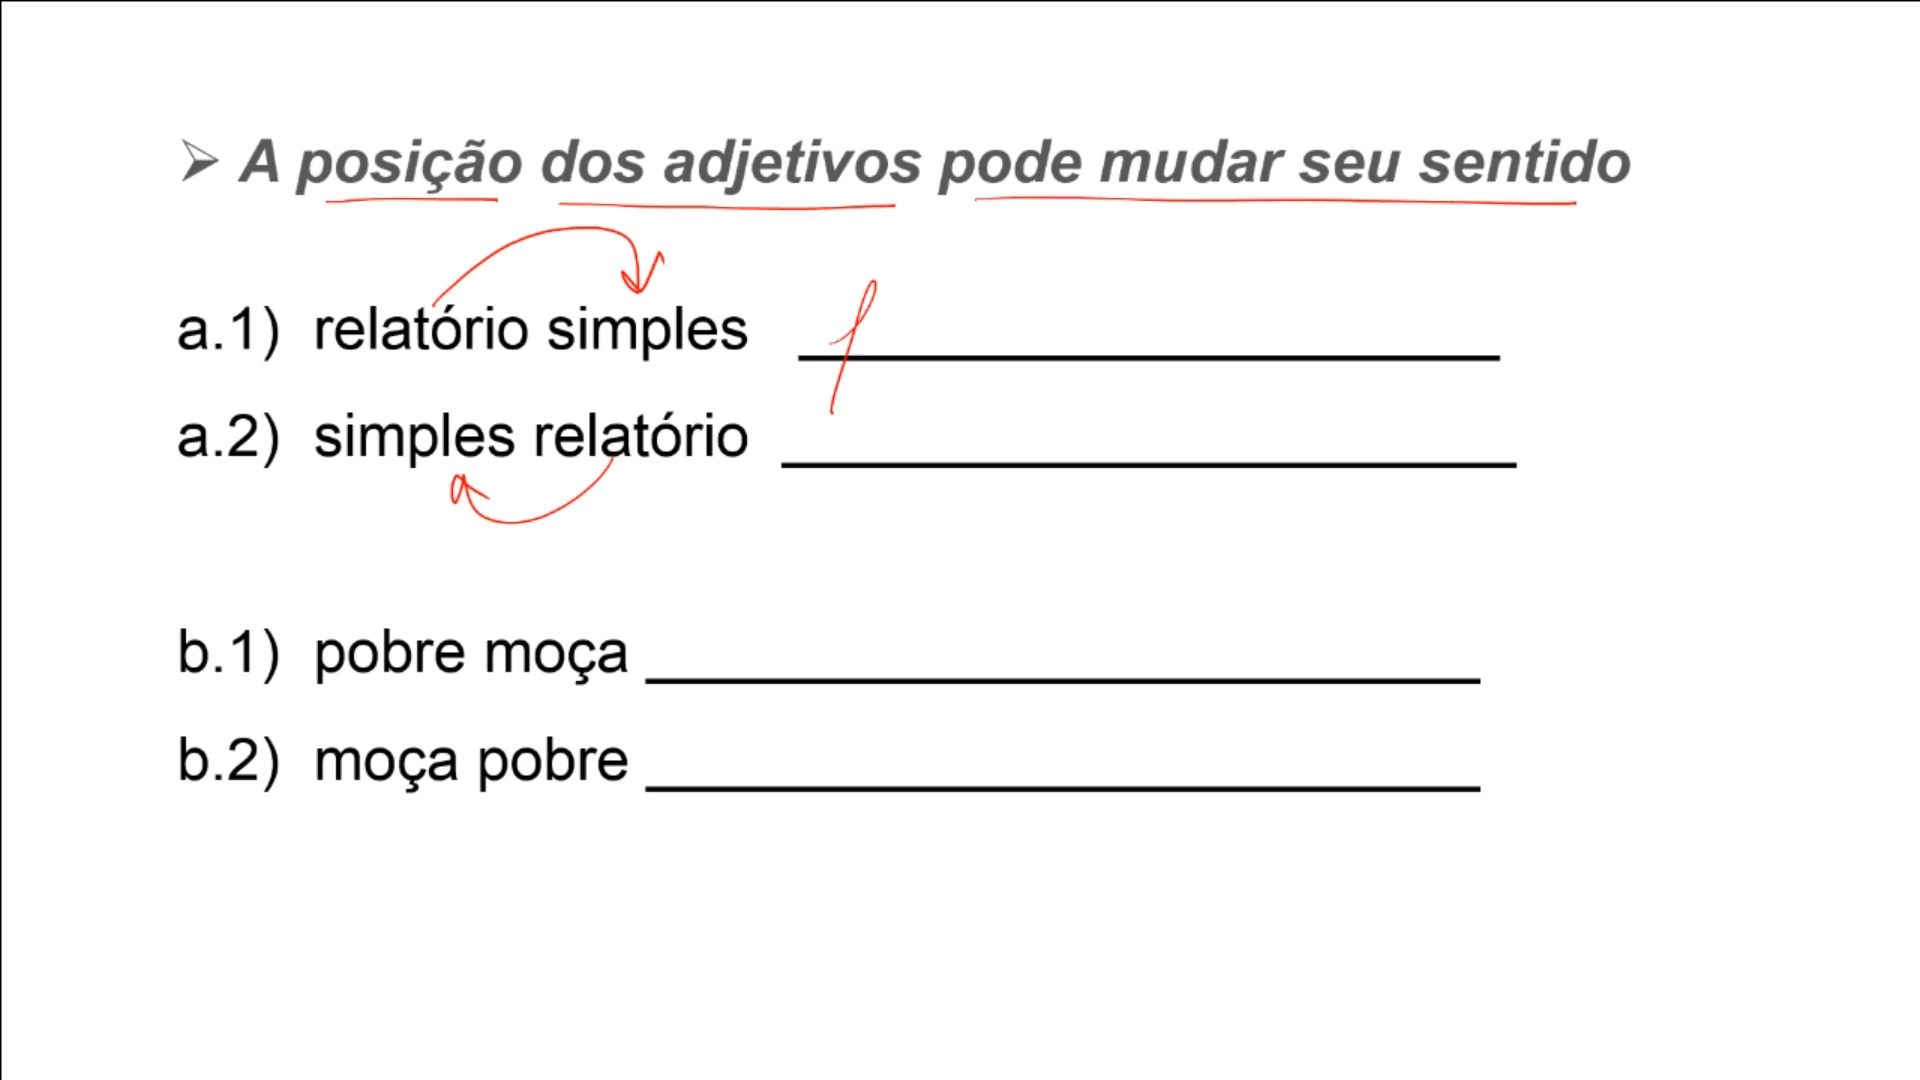 A posição dos adjetivos pode mudar seu sentido
a.1) relatório simples
a.2) simples relatório
b.1) pobre moça
b.2) moça pobre